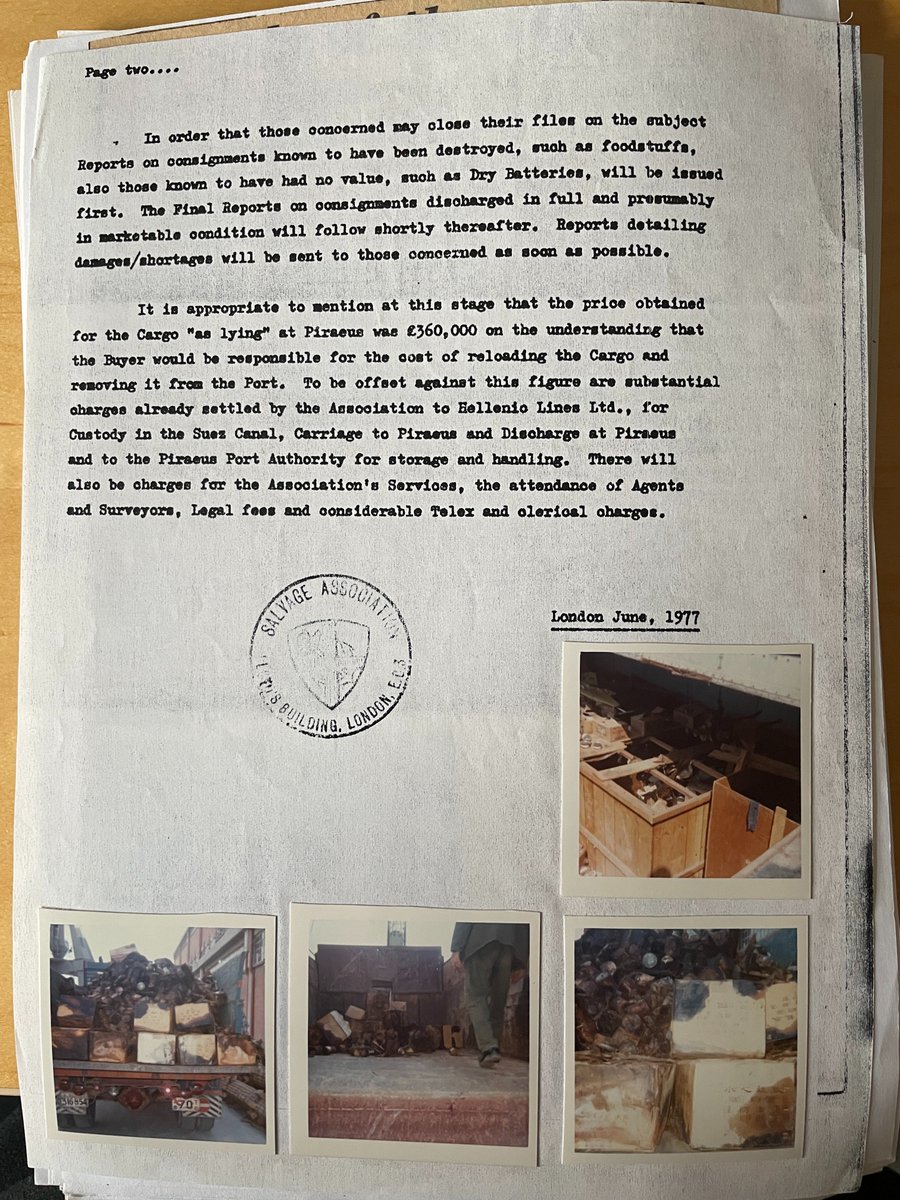 Page two....
In order that those concerned may close their files on the subject
Reports on consignments known to have been destroyed, such as foodstuffs,
also those known to have had no value, such as Dry Batteries, will be issued
first. The Final Reports on consignments discharged in full and presumably
in marketable condition will follow shortly thereafter. Reports detailing
damages/shortages will be sent to those concerned as soon as possible.
It is appropriate to mention at this stage that the price obtained
for the Cargo "as lying" at Piraeus was £360,000 on the understanding that
the Buyer would be responsible for the cost of reloading the Cargo and
removing it from the Port. To be offset against this figure are substantial
charges already settled by the Association to Hellenic Lines Ltd., for
Custody in the Suez Canal, Carriage to Piraeus and Discharge at Piraeus
and to the Piraeus Port Authority for storage and handling. There will
also be charges for the Association's Services, the attendance of Agents
and Surveyors, Legal fees and considerable Telex and clerical charges.
SALVAGE ASSOCIATION
BUILDING, LONDON, E.C.3
London June, 1977